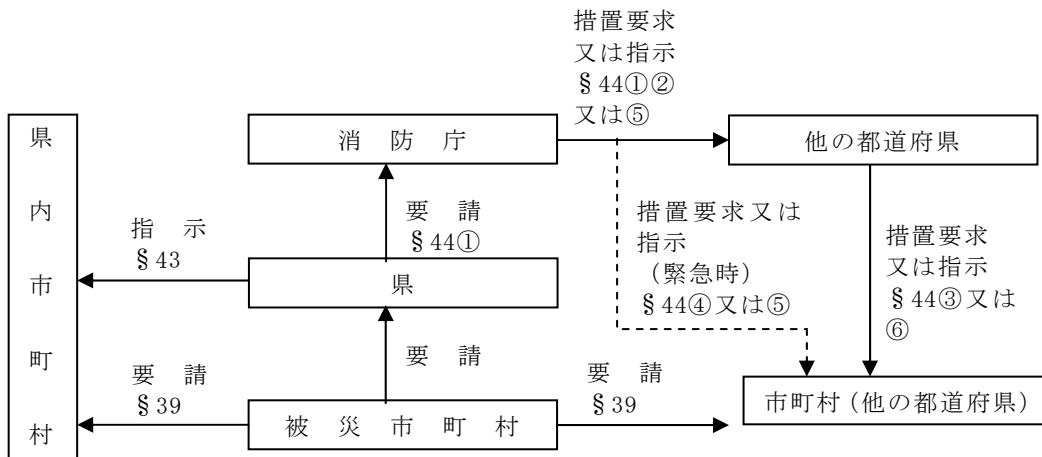 措置要求
又は指示
§44①②
又は⑤
県内市町村
消防庁
他の都道府県
指示
§43
要請
§44①
措置要求又は
指示
（緊急時）
§44④又は⑤
措置要求
又は指示
§44③又は
⑥
県
要請
§39
要請
要請
§39
被災市町村
市町村（他の都道府県）